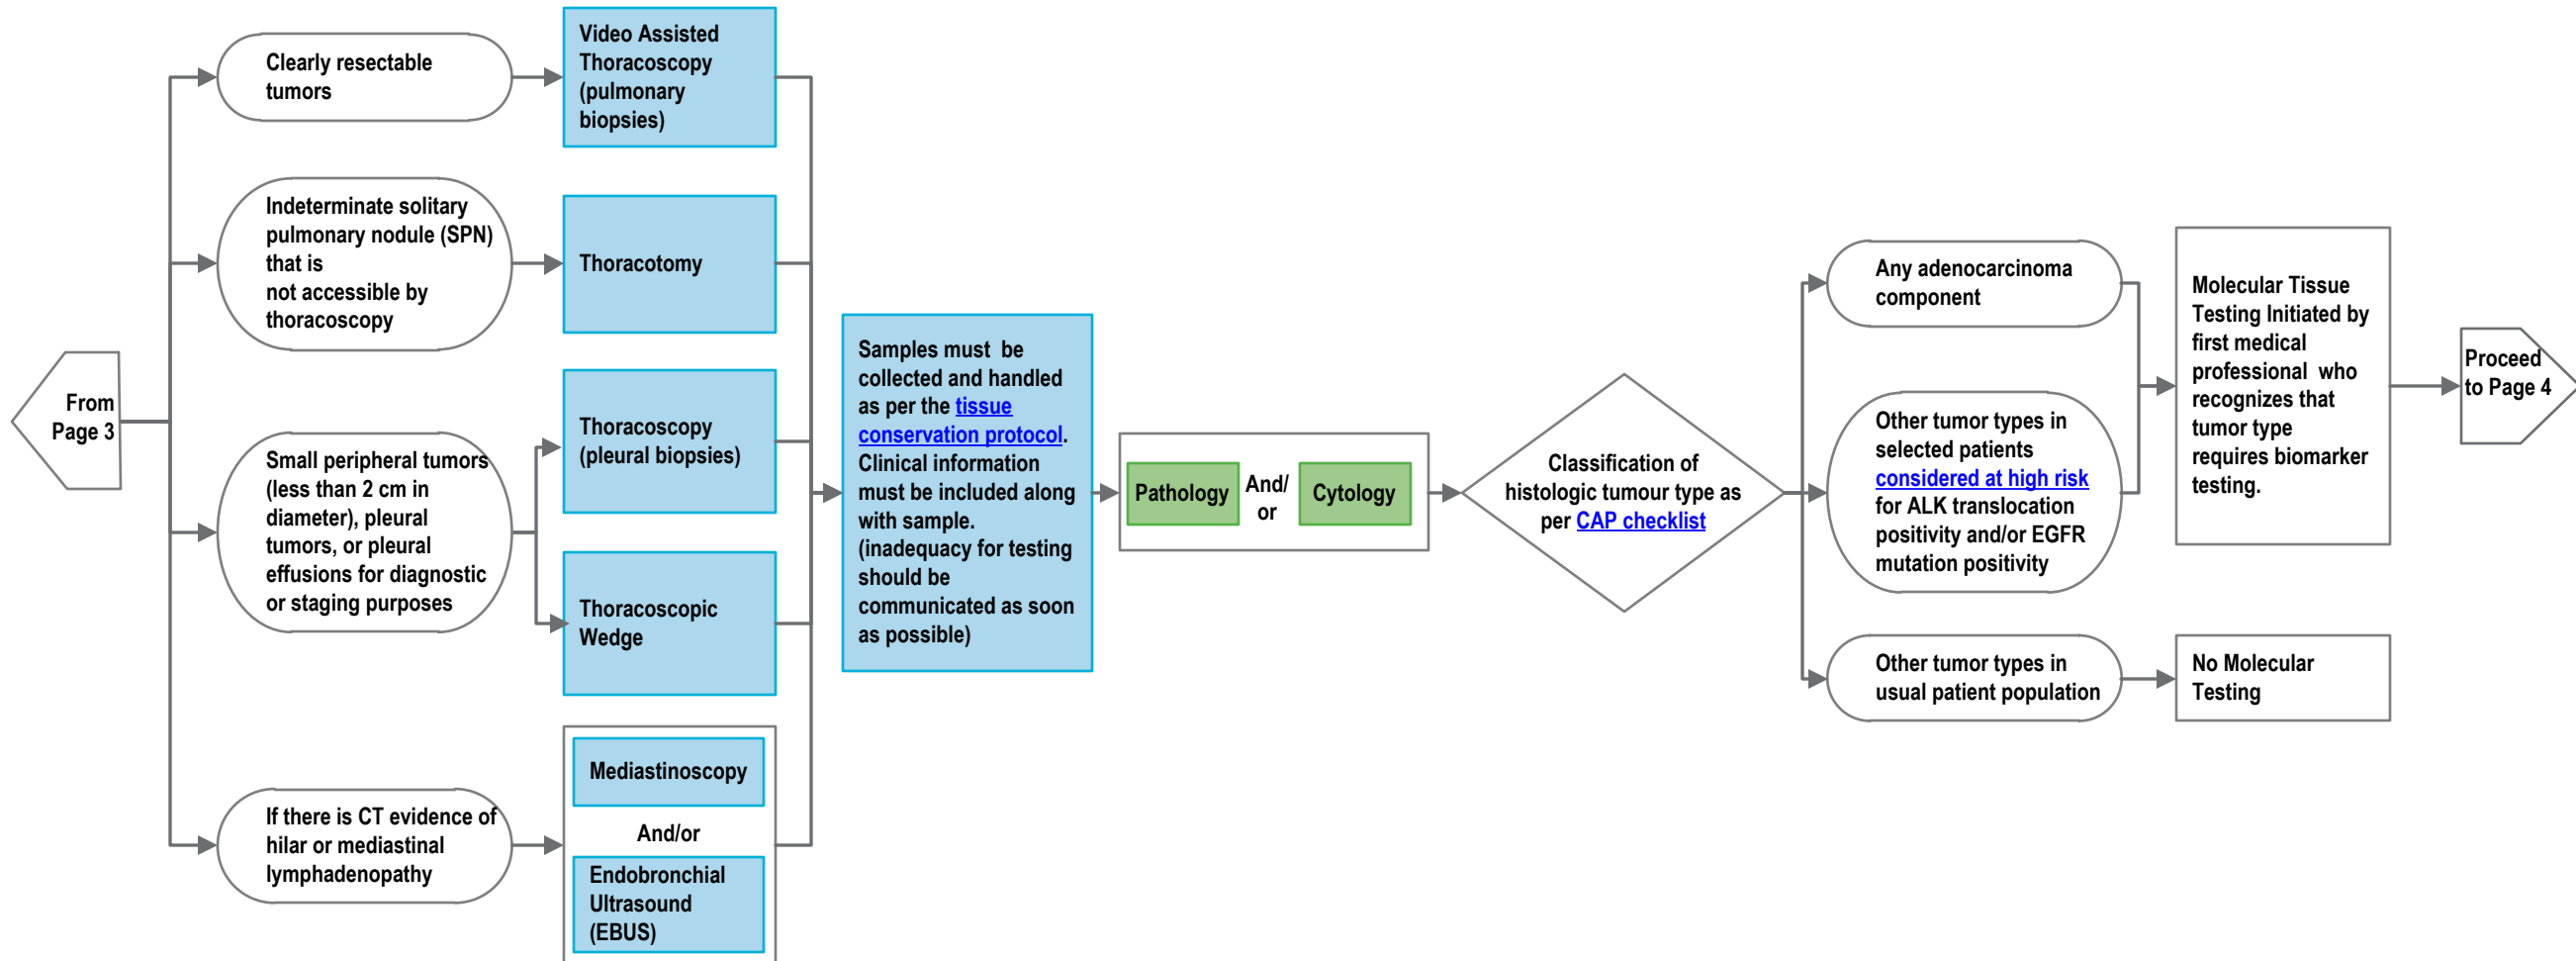 From
Page 3
Clearly resectable
tumors
Video Assisted
Thoracoscopy
(pulmonary
biopsies)
Indeterminate solitary
pulmonary nodule (SPN)
that is
not accessible by
thoracoscopy
Thoracotomy
Small peripheral tumors
(less than 2 cm in
diameter), pleural
tumors, or pleural
effusions for diagnostic
or staging purposes
Thoracoscopy
(pleural biopsies)
Thoracoscopic
Wedge
If there is CT evidence of
hilar or mediastinal
lymphadenopathy
Mediastinoscopy
And/or
Endobronchial
Ultrasound
(EBUS)
Samples must be
collected and handled
as per the tissue
conservation protocol.
Clinical information
must be included along
with sample.
(inadequacy for testing
should be
communicated as soon
as possible)
Pathology
And/
or
Cytology
Classification of
histologic tumour type as
per CAP checklist
Any adenocarcinoma
component
Other tumor types in
selected patients
considered at high risk
for ALK translocation
positivity and/or EGFR
mutation positivity
Other tumor types in
usual patient population
Molecular Tissue
Testing Initiated by
first medical
professional who
recognizes that
tumor type
requires biomarker
testing.
No Molecular
Testing
Proceed
to Page 4